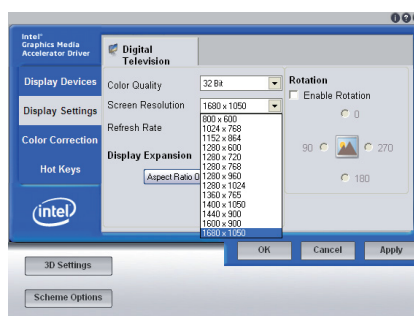 Intel®
Graphics Media
Accelerator Driver
Digital
Television
Display Devices
Display Settings
Color Correction
Hot Keys
intel
Color Quality
32 Bit
Screen Resolution
1680 x 1050
800 x 600
1024 x 768
1152 x 864
1280 x 600
1280 x 720
1280 x 768
1280 x 960
1280 x 1024
1360 x 765
1400 x 1050
1440 x 900
1600 x 900
1680 x 1050
Refresh Rate
Display Expansion
Aspect Ratio O
Rotation
Enable Rotation
0
90
270
180
OK
Cancel
Apply
3D Settings
Scheme Options